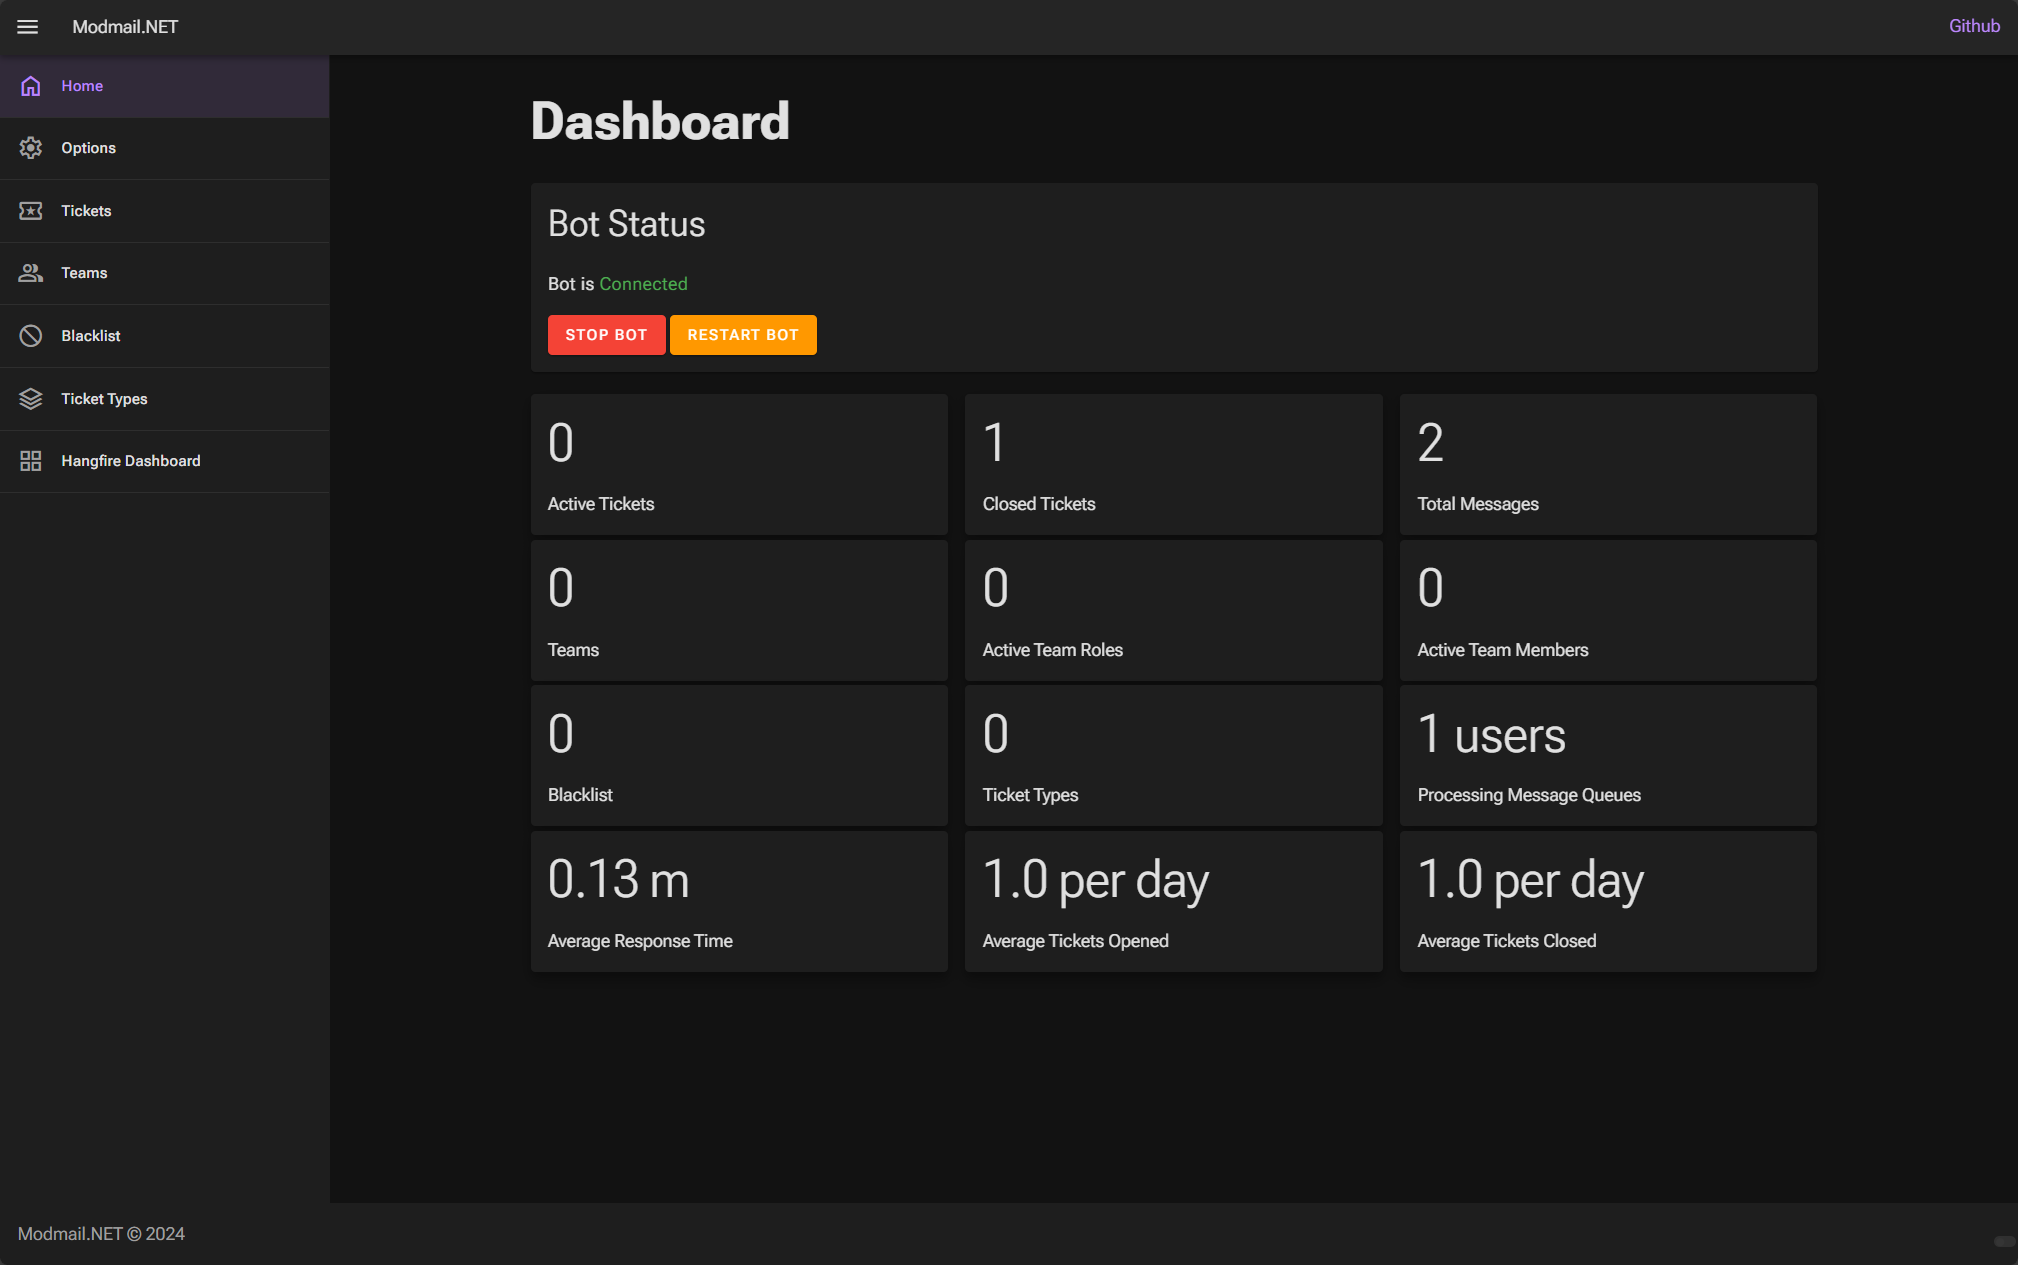 Modmail.NET
Github
Home
Options
Tickets
Teams
Blacklist
Ticket Types
Hangfire Dashboard
Dashboard
Bot Status
Bot is Connected
STOP BOT RESTART BOT
0
Active Tickets
1
Closed Tickets
2
Total Messages
0
Teams
0
Active Team Roles
0
Active Team Members
0
Blacklist
0
Ticket Types
1 users
Processing Message Queues
0.13 m
Average Response Time
1.0 per day
Average Tickets Opened
1.0 per day
Average Tickets Closed
Modmail.NET © 2024